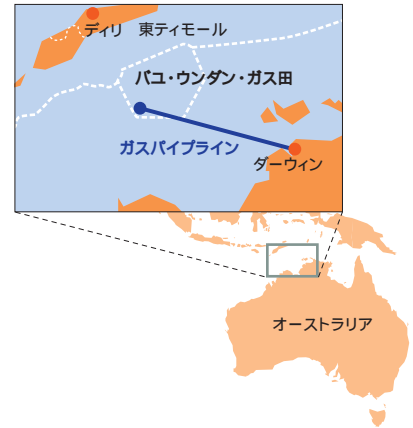 ディリ 東ティモール
バユ・ウンダン・ガス田
ガスパイプライン
ダーウィン
オーストラリア